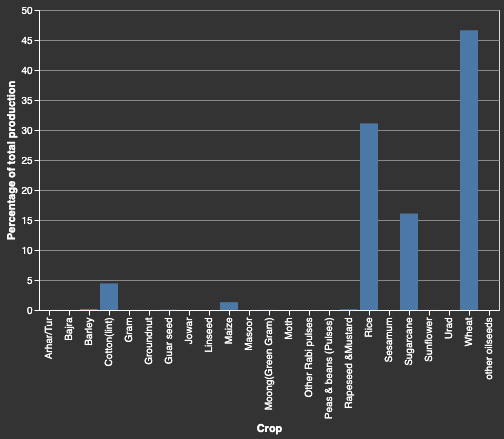 Percentage of total production
50
45
40
35
30
25
20
15
10
5
0
Arhar/Tur
Bajra
Barley
Cotton(lint)
Gram
Groundnut
Guar seed
Jowar
Linseed
Maize
Masoor
Moong(Green Gram)
Moth
Other Rabi pulses
Peas & beans (Pulses)
Rapeseed &Mustard
Rice
Sesamum
Sugarcane
Sunflower
Urad
Wheat
other oilseeds
Crop